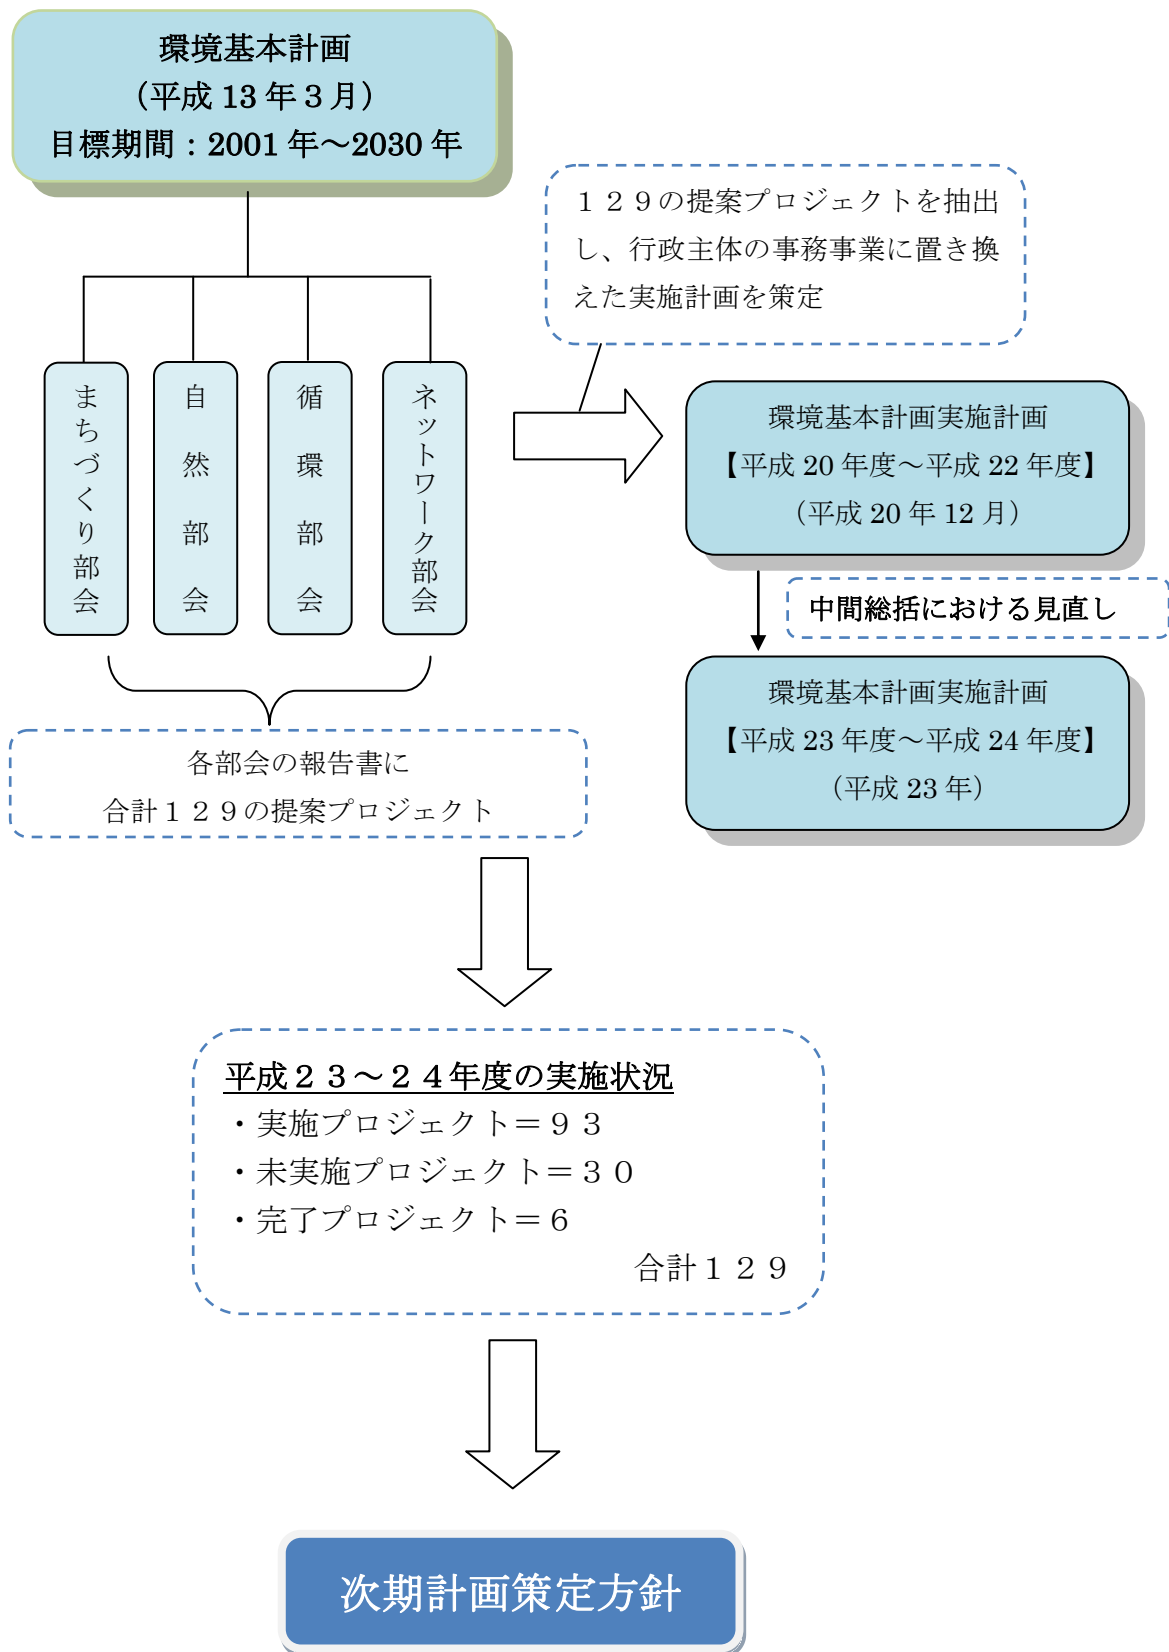 環境基本計画
（平成 13 年３月）
目標期間：2001 年～2030 年
１２９の提案プロジェクトを抽出
し、行政主体の事務事業に置き換
えた実施計画を策定
まちづくり部会
自然部会
循環部会
ネットワーク部会
環境基本計画実施計画
【平成 20 年度～平成 22 年度】
（平成 20 年 12 月）
中間総括における見直し
環境基本計画実施計画
【平成 23 年度～平成 24 年度】
（平成 23 年）
各部会の報告書に
合計１２９の提案プロジェクト
平成２３～２４年度の実施状況
・実施プロジェクト＝９３
・未実施プロジェクト＝３０
・完了プロジェクト＝６
合計１２９
次期計画策定方針